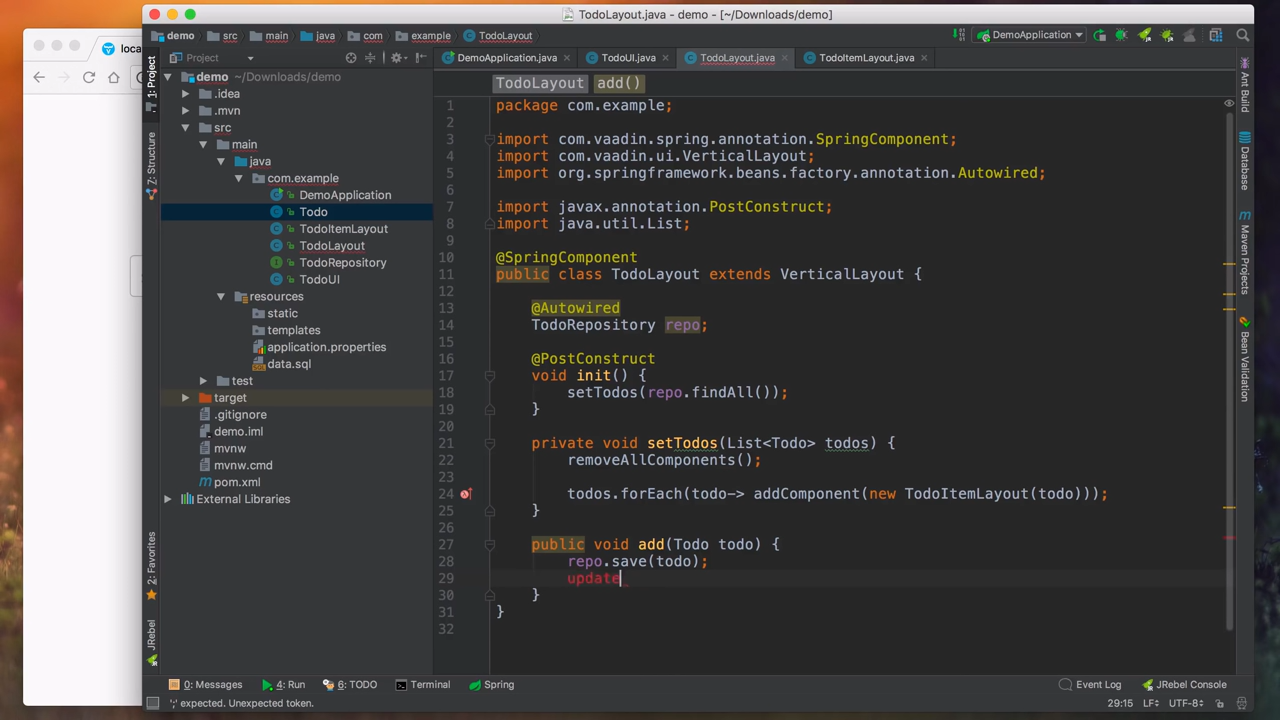 TodoLayout.java - demo - [~/Downloads/demo]
loca
demo
src
main
java
com
example
TodoLayout
DemoApplication
Project
DemoApplication.java
TodoUI.java
TodoLayout.java
TodoItemLayout.java
TodoLayout
add()
demo ~/Downloads/demo
.idea
.mvn
src
main
java
com.example
DemoApplication
Todo
TodoItemLayout
TodoLayout
TodoRepository
TodoUI
resources
static
templates
application.properties
data.sql
test
target
.gitignore
demo.iml
mvnw
mvnw.cmd
pom.xml
External Libraries
1: Project
7: Structure
2: Favorites
JRebel
1 package com.example;
2
3 import com.vaadin.spring.annotation.SpringComponent;
4 import com.vaadin.ui.VerticalLayout;
5 import org.springframework.beans.factory.annotation.Autowired;
6
7 import javax.annotation.PostConstruct;
8 import java.util.List;
9
10 @SpringComponent
11 public class TodoLayout extends VerticalLayout {
12
13 @Autowired
14 TodoRepository repo;
15
16 @PostConstruct
17 void init() {
18 setTodos(repo.findAll());
19 }
20
21 private void setTodos(List<Todo> todos) {
22 removeAllComponents();
23
24 todos.forEach(todo-> addComponent(new TodoItemLayout(todo)));
25 }
26
27 public void add(Todo todo) {
28 repo.save(todo);
29 update
30 }
31 }
32
Ant Build
Database
Maven Projects
Bean Validation
0: Messages
4: Run
6: TODO
Terminal
Spring
Event Log
JRebel Console
';' expected. Unexpected token.
29:15
LF
UTF-8